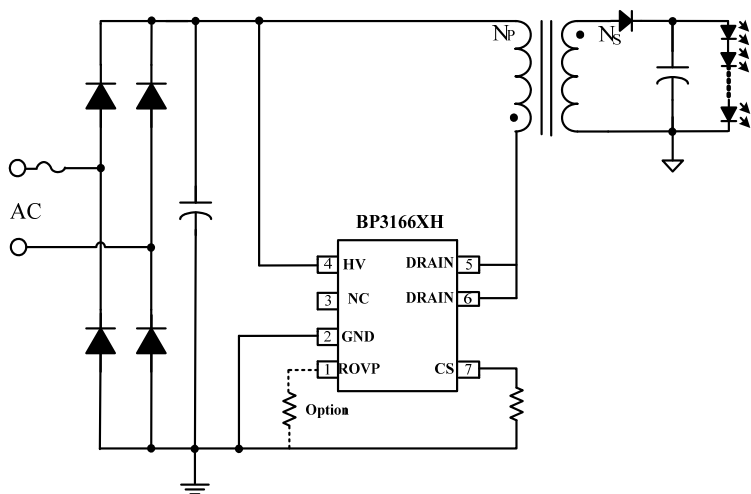 NP
NS
AC
BP3166XH
4 HV
DRAIN 5
3 NC
DRAIN 6
2 GND
1 ROVP
CS 7
Option